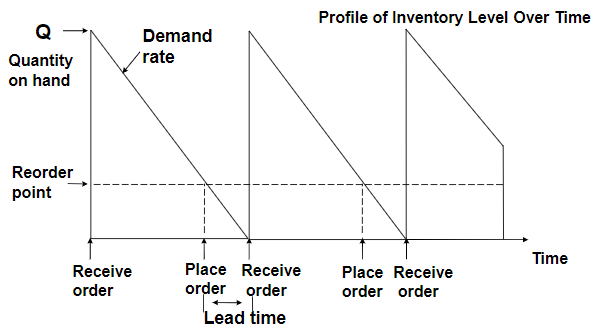 Profile of Inventory Level Over Time
Q
Quantity
on hand
Demand
rate
Reorder
point
Time
Receive
order
Place
order
Receive
order
Place
order
Receive
order
Lead time